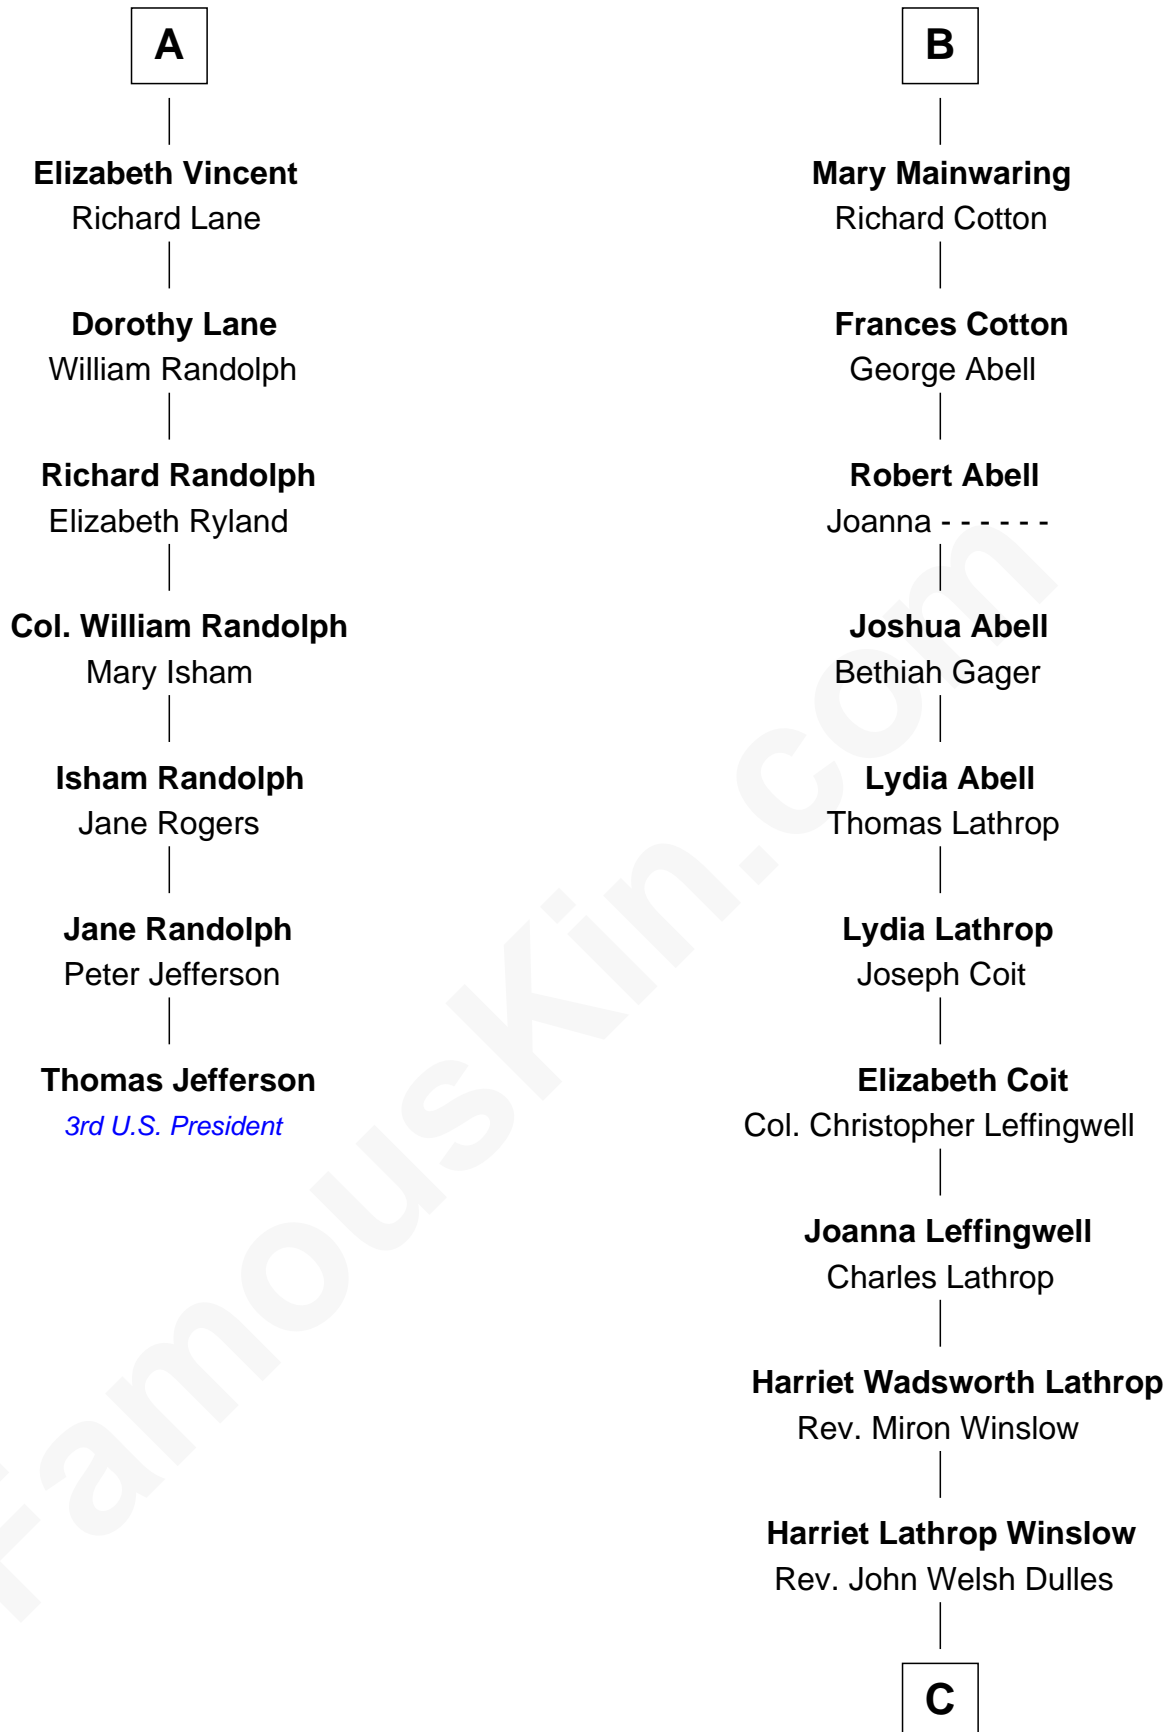 A
Elizabeth Vincent
Richard Lane
Dorothy Lane
William Randolph
Richard Randolph
Elizabeth Ryland
Col. William Randolph
Mary Isham
Isham Randolph
Jane Rogers
Jane Randolph
Peter Jefferson
Thomas Jefferson
3rd U.S. President
B
Mary Mainwaring
Richard Cotton
Frances Cotton
George Abell
Robert Abell
Joanna - - - - - -
Joshua Abell
Bethiah Gager
Lydia Abell
Thomas Lathrop
Lydia Lathrop
Joseph Coit
Elizabeth Coit
Col. Christopher Leffingwell
Joanna Leffingwell
Charles Lathrop
Harriet Wadsworth Lathrop
Rev. Miron Winslow
Harriet Lathrop Winslow
Rev. John Welsh Dulles
C
FamousKin.com